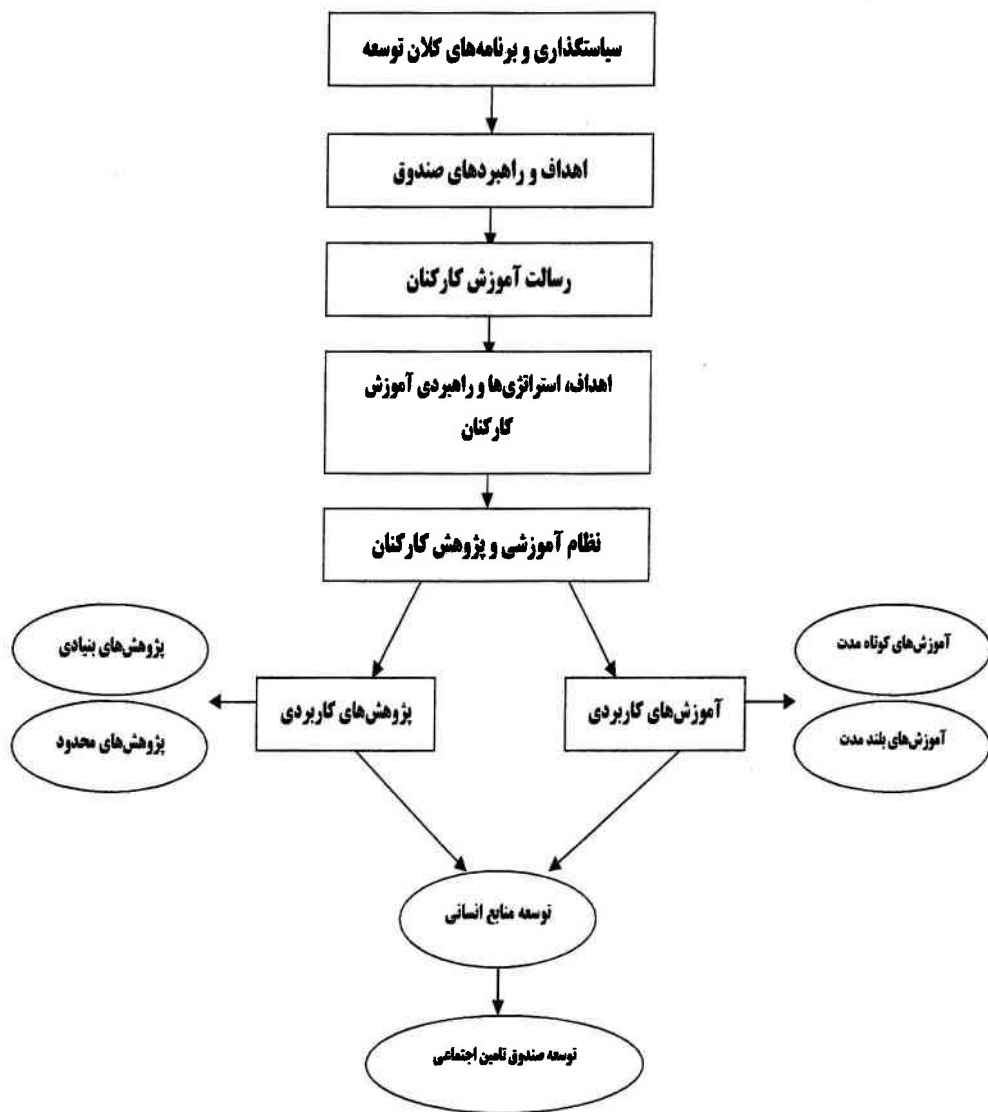 سیاستگذاری و برنامه‌های کلان توسعه
اهداف و راهبردهای صندوق
رسالت آموزش کارکنان
اهداف، استراتژی‌ها و راهبردی آموزش
کارکنان
نظام آموزشی و پژوهش کارکنان
آموزش‌های کوتاه مدت
پژوهش‌های بنیادی
آموزش‌های کاربردی
پژوهش‌های کاربردی
آموزش‌های بلند مدت
پژوهش‌های محدود
توسعه منابع انسانی
توسعه صندوق تامین اجتماعی